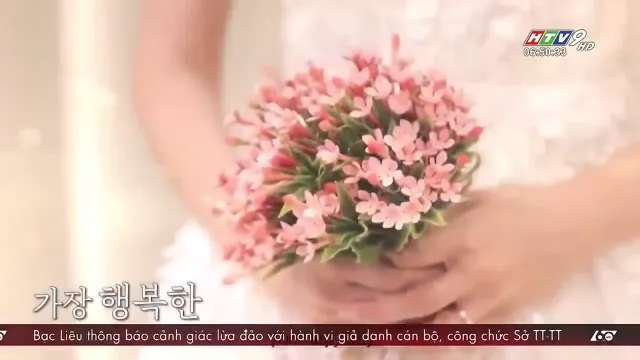 HTV9 HD
06:50:33
가장 행복한
Bạc Liêu thông báo cảnh giác lừa đảo với hành vi giả danh cán bộ, công chức Sở TT-TT